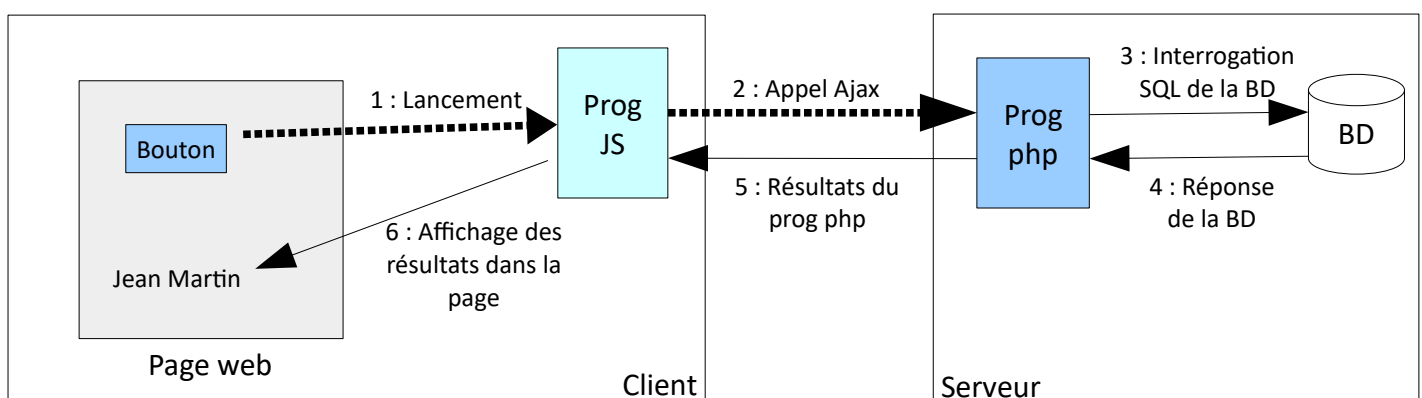 1 : Lancement
Bouton
Jean Martin
Page web
6 : Affichage des
résultats dans la
page
Prog
JS
Client
2 : Appel Ajax
5 : Résultats du
prog php
Prog
php
3 : Interrogation
SQL de la BD
BD
4 : Réponse
de la BD
Serveur